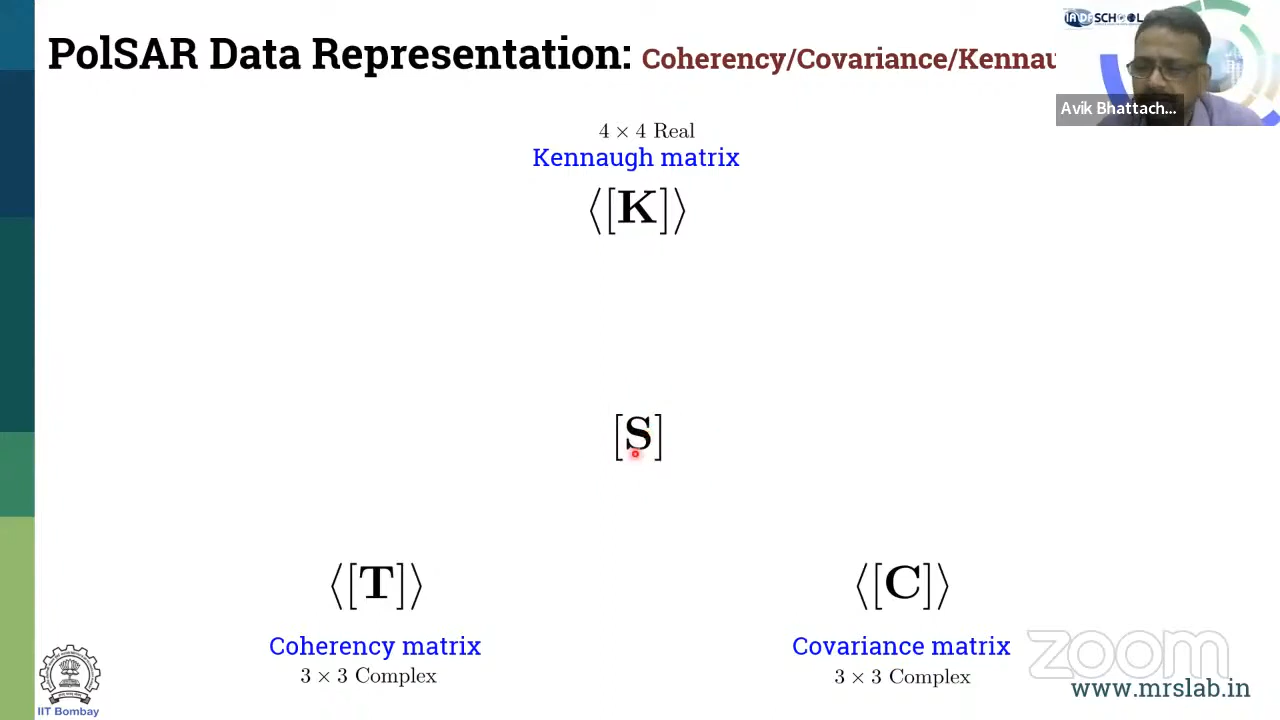 PolSAR Data Representation: Coherency/Covariance/Kennau
SCHOOL
Avik Bhattach...
4 × 4 Real
Kennaugh matrix
⟨[K]⟩
[S]
⟨[T]⟩
⟨[C]⟩
Coherency matrix
Covariance matrix
3 × 3 Complex
3 × 3 Complex
zoom
www.mrslab.in
IIT Bombay